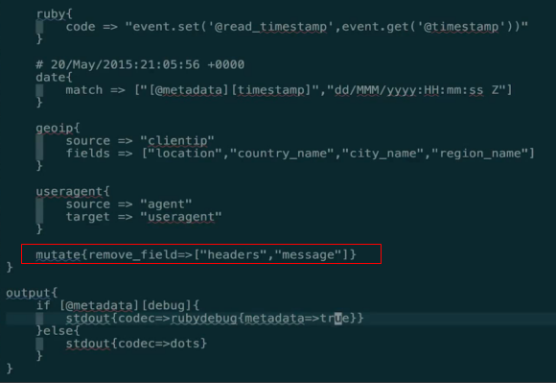 ruby{
code => "event.set('@read_timestamp',event.get('@timestamp'))"
}
# 20/May/2015:21:05:56 +0000
date{
match => ["[@metadata][timestamp]","dd/MMM/yyyy:HH:mm:ss Z"]
}
geoip{
source => "clientip"
fields => ["location","country_name","city_name","region_name"]
}
useragent{
source => "agent"
target => "useragent"
}
mutate{remove_field=>["headers","message"]}
}
output{
if [@metadata][debug]{
stdout{codec=>rubydebug{metadata=>true}}
}else{
stdout{codec=>dots}
}
}